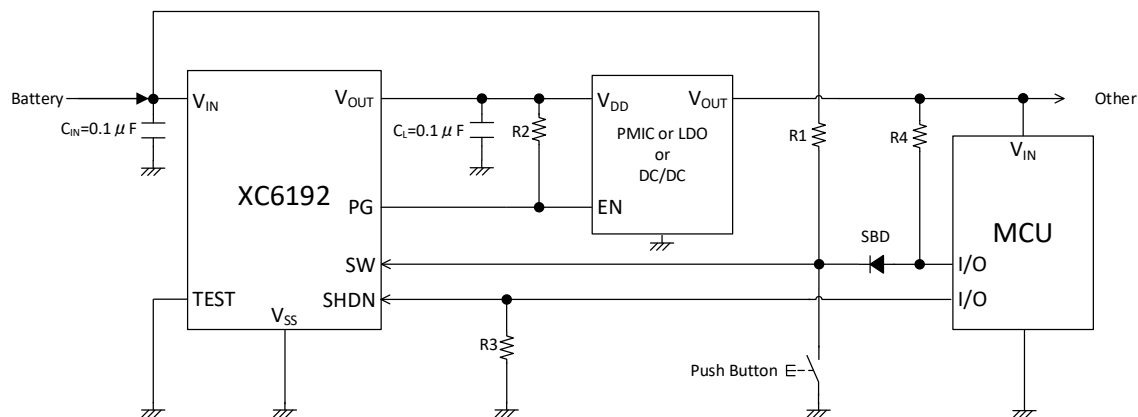 Battery
V_IN
C_IN=0.1 μF
XC6192
V_OUT
C_L=0.1 μF
R2
PG
SW
SHDN
TEST
V_SS
R3
V_DD
V_OUT
PMIC or LDO
or
DC/DC
EN
R1
R4
Other
V_IN
MCU
SBD
I/O
I/O
Push Button